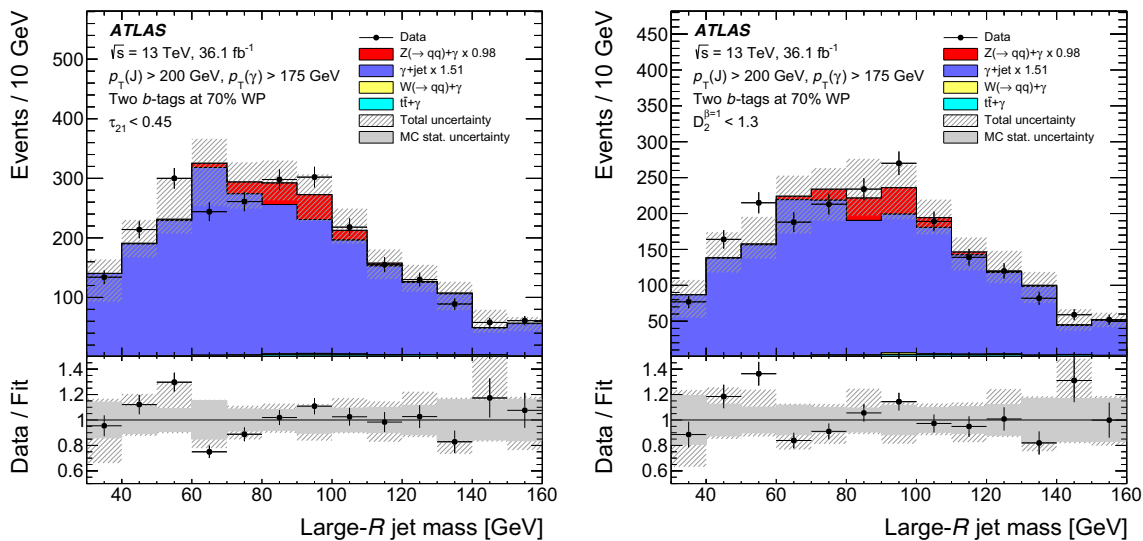 ATLAS
√s = 13 TeV, 36.1 fb⁻¹
p_T(J) > 200 GeV, p_T(γ) > 175 GeV
Two b-tags at 70% WP
τ₂₁ < 0.45
Data
Z(→ qq)+γ x 0.98
γ+jet x 1.51
W(→ qq)+γ
tt̄+γ
Total uncertainty
MC stat. uncertainty
Events / 10 GeV
500
400
300
200
100
Data / Fit
1.4
1.2
1
0.8
0.6
40 60 80 100 120 140 160
Large-R jet mass [GeV]
ATLAS
√s = 13 TeV, 36.1 fb⁻¹
p_T(J) > 200 GeV, p_T(γ) > 175 GeV
Two b-tags at 70% WP
D₂^β=1 < 1.3
Data
Z(→ qq)+γ x 0.98
γ+jet x 1.51
W(→ qq)+γ
tt̄+γ
Total uncertainty
MC stat. uncertainty
Events / 10 GeV
450
400
350
300
250
200
150
100
50
Data / Fit
1.4
1.2
1
0.8
0.6
40 60 80 100 120 140 160
Large-R jet mass [GeV]